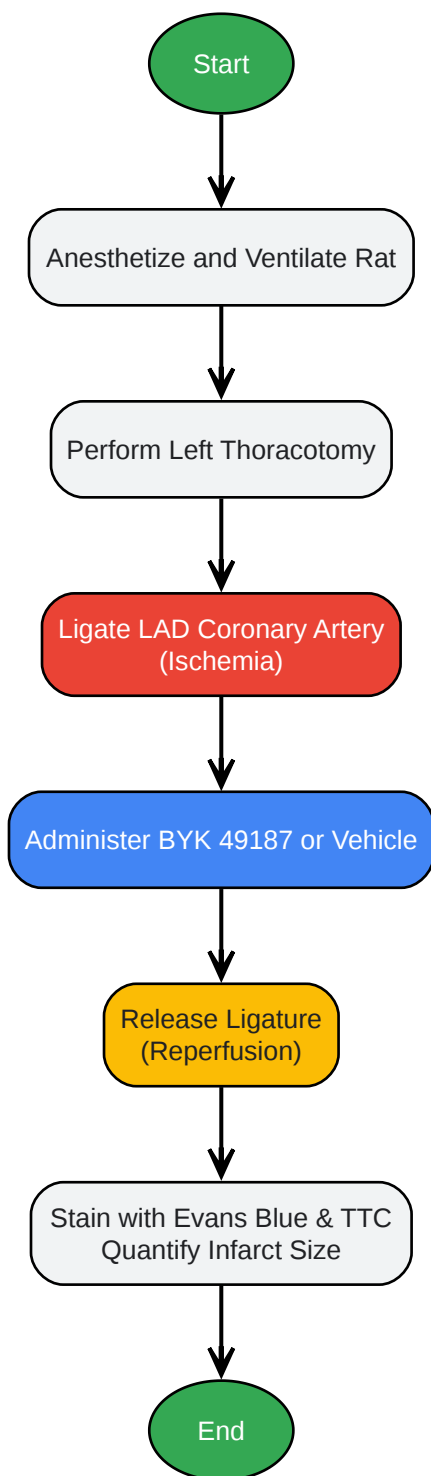 Start
Anesthetize and Ventilate Rat
Perform Left Thoracotomy
Ligate LAD Coronary Artery
(Ischemia)
Administer BYK 49187 or Vehicle
Release Ligature
(Reperfusion)
Stain with Evans Blue & TTC
Quantify Infarct Size
End